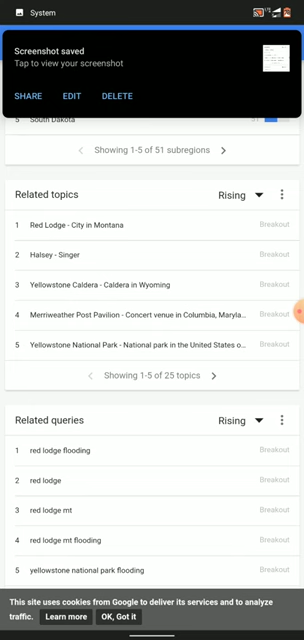 System
Screenshot saved
Tap to view your screenshot
SHARE EDIT DELETE
5 South Dakota
Showing 1-5 of 51 subregions
Related topics Rising
1 Red Lodge - City in Montana Breakout
2 Halsey - Singer Breakout
3 Yellowstone Caldera - Caldera in Wyoming Breakout
4 Merriweather Post Pavilion - Concert venue in Columbia, Maryla... Breakout
5 Yellowstone National Park - National park in the United States o... Breakout
Showing 1-5 of 25 topics
Related queries Rising
1 red lodge flooding Breakout
2 red lodge Breakout
3 red lodge mt Breakout
4 red lodge mt flooding Breakout
5 yellowstone national park flooding Breakout
This site uses cookies from Google to deliver its services and to analyze
traffic. Learn more OK, Got it